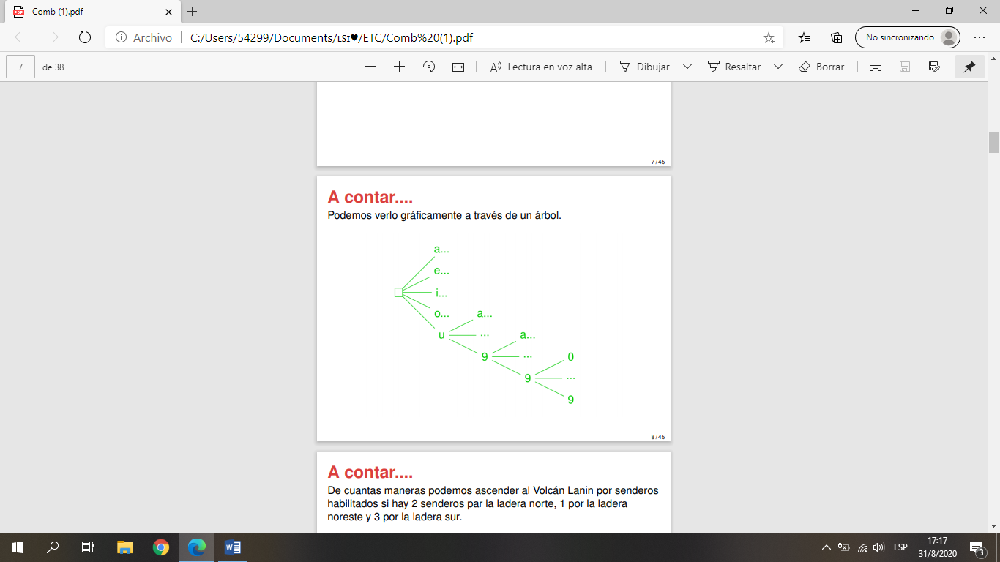 Comb (1).pdf
Archivo
C:/Users/54299/Documents/ʟsɪ♥/ETC/Comb%20(1).pdf
No sincronizando
7
de 38
Lectura en voz alta
Dibujar
Resaltar
Borrar
7/45
A contar....
Podemos verlo gráficamente a través de un árbol.
a...
e...
i...
o...
a...
u
...
a...
9
...
0
9
...
9
8/45
A contar....
De cuantas maneras podemos ascender al Volcán Lanin por senderos
habilitados si hay 2 senderos par la ladera norte, 1 por la ladera
noreste y 3 por la ladera sur.
ESP
17:17
31/8/2020
3